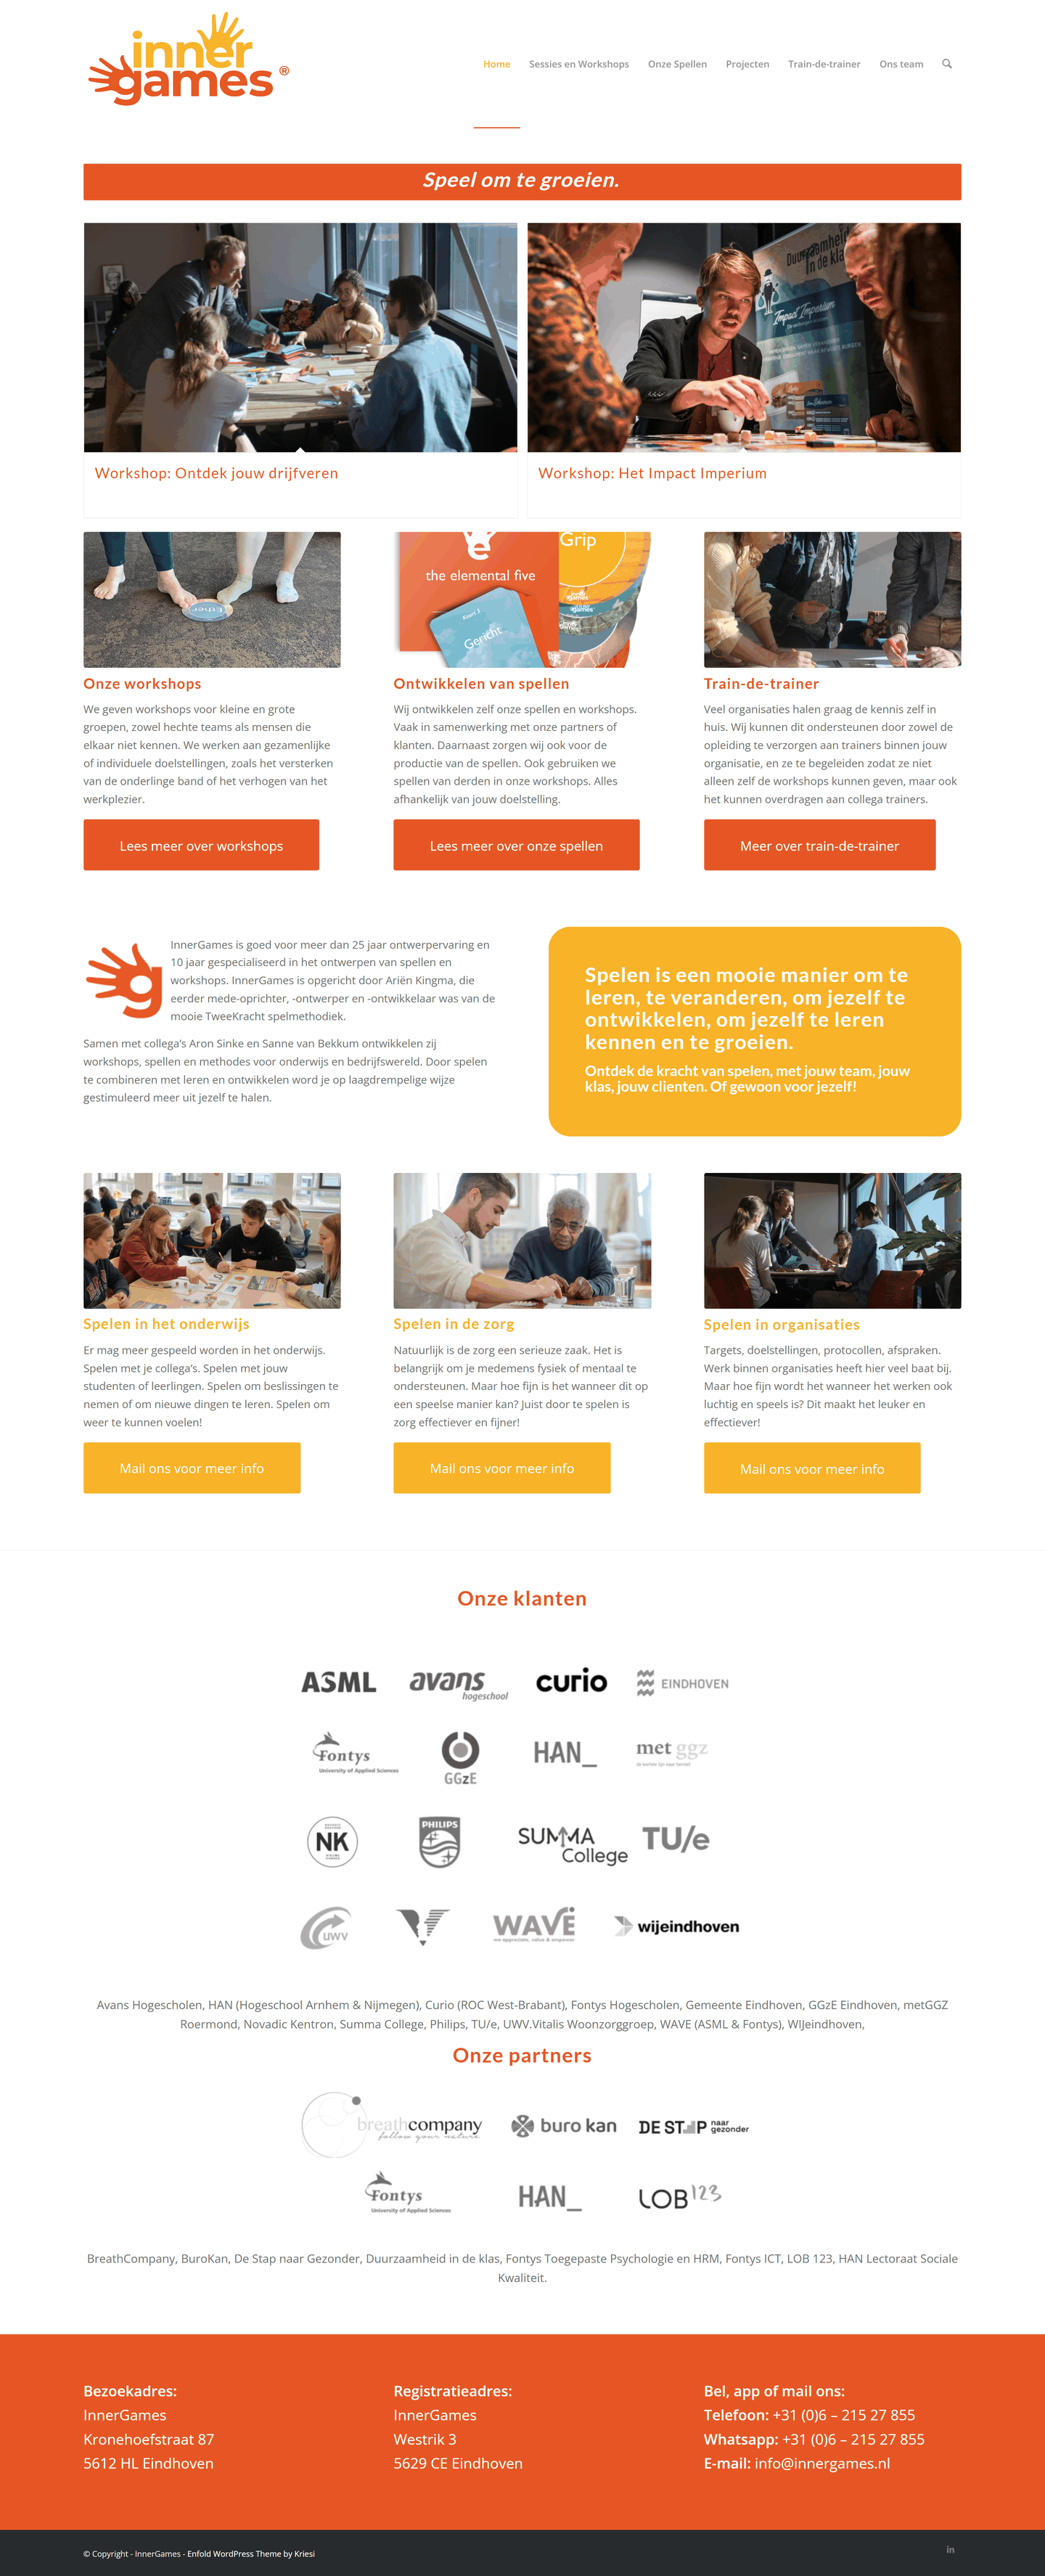 inner
games®
Home Sessies en Workshops Onze Spellen Projecten Train-de-trainer Ons team
Speel om te groeien.
Duurzaamheid
In de kla
Impact Imperium
Workshop: Ontdek jouw drijfveren
Workshop: Het Impact Imperium
Ether
the elemental five
Grip
Gericht
inner
games
Onze workshops
We geven workshops voor kleine en grote
groepen, zowel hechte teams als mensen die
elkaar niet kennen. We werken aan gezamenlijke
of individuele doelstellingen, zoals het versterken
van de onderlinge band of het verhogen van het
werkplezier.
Lees meer over workshops
Ontwikkelen van spellen
Wij ontwikkelen zelf onze spellen en workshops.
Vaak in samenwerking met onze partners of
klanten. Daarnaast zorgen wij ook voor de
productie van de spellen. Ook gebruiken we
spellen van derden in onze workshops. Alles
afhankelijk van jouw doelstelling.
Lees meer over onze spellen
Train-de-trainer
Veel organisaties halen graag de kennis zelf in
huis. Wij kunnen dit ondersteunen door zowel de
opleiding te verzorgen aan trainers binnen jouw
organisatie, en ze te begeleiden zodat ze niet
alleen zelf de workshops kunnen geven, maar ook
het kunnen overdragen aan collega trainers.
Meer over train-de-trainer
InnerGames is goed voor meer dan 25 jaar ontwerpervaring en
10 jaar gespecialiseerd in het ontwerpen van spellen en
workshops. InnerGames is opgericht door Ariën Kingma, die
eerder mede-oprichter, -ontwerper en -ontwikkelaar was van de
mooie TweeKracht spelmethodiek.
Samen met collega's Aron Sinke en Sanne van Bekkum ontwikkelen zij
workshops, spellen en methodes voor onderwijs en bedrijfswereld. Door spelen
te combineren met leren en ontwikkelen word je op laagdrempelige wijze
gestimuleerd meer uit jezelf te halen.
Spelen is een mooie manier om te
leren, te veranderen, om jezelf te
ontwikkelen, om jezelf te leren
kennen en te groeien.
Ontdek de kracht van spelen, met jouw team, jouw
klas, jouw clienten. Of gewoon voor jezelf!
Spelen in het onderwijs
Er mag meer gespeeld worden in het onderwijs.
Spelen met je collega's. Spelen met jouw
studenten of leerlingen. Spelen om beslissingen te
nemen of om nieuwe dingen te leren. Spelen om
weer te kunnen voelen!
Mail ons voor meer info
Spelen in de zorg
Natuurlijk is de zorg een serieuze zaak. Het is
belangrijk om je medemens fysiek of mentaal te
ondersteunen. Maar hoe fijn is het wanneer dit op
een speelse manier kan? Juist door te spelen is
zorg effectiever en fijner!
Mail ons voor meer info
Spelen in organisaties
Targets, doelstellingen, protocollen, afspraken.
Werk binnen organisaties heeft hier veel baat bij.
Maar hoe fijn wordt het wanneer het werken ook
luchtig en speels is? Dit maakt het leuker en
effectiever!
Mail ons voor meer info
Onze klanten
ASML avans hogeschool curio EINDHOVEN
Fontys University of Applied Sciences GGzE HAN_ met ggz
NK PHILIPS SUMMA College TU/e
UWV WAVE we appreciate, value & empower wijeindhoven
Avans Hogescholen, HAN (Hogeschool Arnhem & Nijmegen), Curio (ROC West-Brabant), Fontys Hogescholen, Gemeente Eindhoven, GGzE Eindhoven, metGGZ
Roermond, Novadic Kentron, Summa College, Philips, TU/e, UWV.Vitalis Woonzorggroep, WAVE (ASML & Fontys), WIJeindhoven,
Onze partners
breathcompany follow your nature buro kan DE STAP naar gezonder
Fontys University of Applied Sciences HAN_ LOB 123
BreathCompany, BuroKan, De Stap naar Gezonder, Duurzaamheid in de klas, Fontys Toegepaste Psychologie en HRM, Fontys ICT, LOB 123, HAN Lectoraat Sociale
Kwaliteit.
Bezoekadres:
InnerGames
Kronehoefstraat 87
5612 HL Eindhoven
Registratieadres:
InnerGames
Westrik 3
5629 CE Eindhoven
Bel, app of mail ons:
Telefoon: +31 (0)6 – 215 27 855
Whatsapp: +31 (0)6 – 215 27 855
E-mail: info@innergames.nl
© Copyright - InnerGames - Enfold WordPress Theme by Kriesi
in